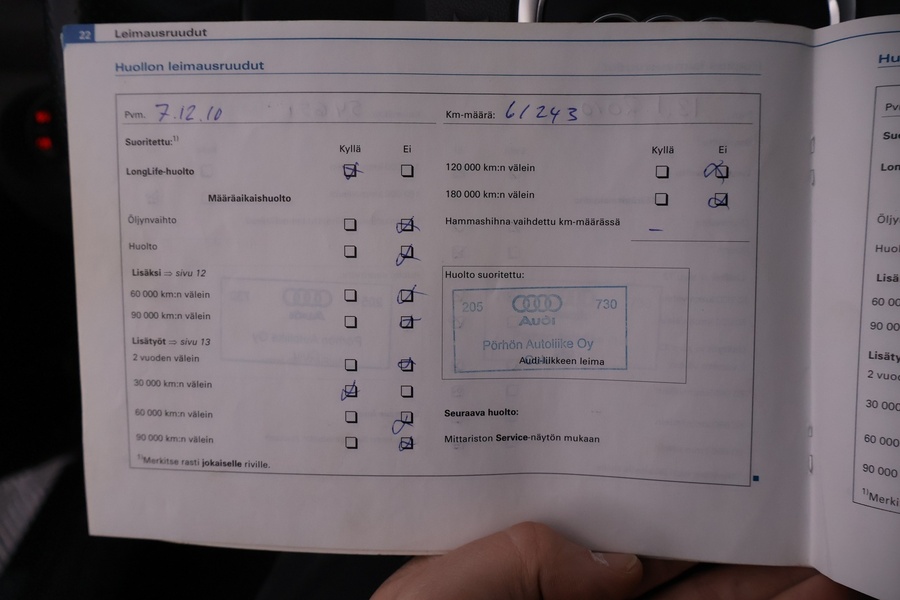 22 Leimausruudut
Huollon leimausruudut
Pvm. 7.12.10
Km-määrä: 61243
Suoritettu:¹⁾
Kyllä Ei
LongLife-huolto
Määräaikaishuolto
Öljynvaihto
Huolto
Lisäksi ⇒ sivu 12
60 000 km:n välein
90 000 km:n välein
Lisätyöt ⇒ sivu 13
2 vuoden välein
30 000 km:n välein
60 000 km:n välein
90 000 km:n välein
¹⁾Merkitse rasti jokaiselle riville.
Kyllä Ei
120 000 km:n välein
180 000 km:n välein
Hammashihna vaihdettu km-määrässä
–
Huolto suoritettu:
205 730
Audi
Pörhön Autoliike Oy
Audi-liikkeen leima
Seuraava huolto:
Mittariston Service-näytön mukaan